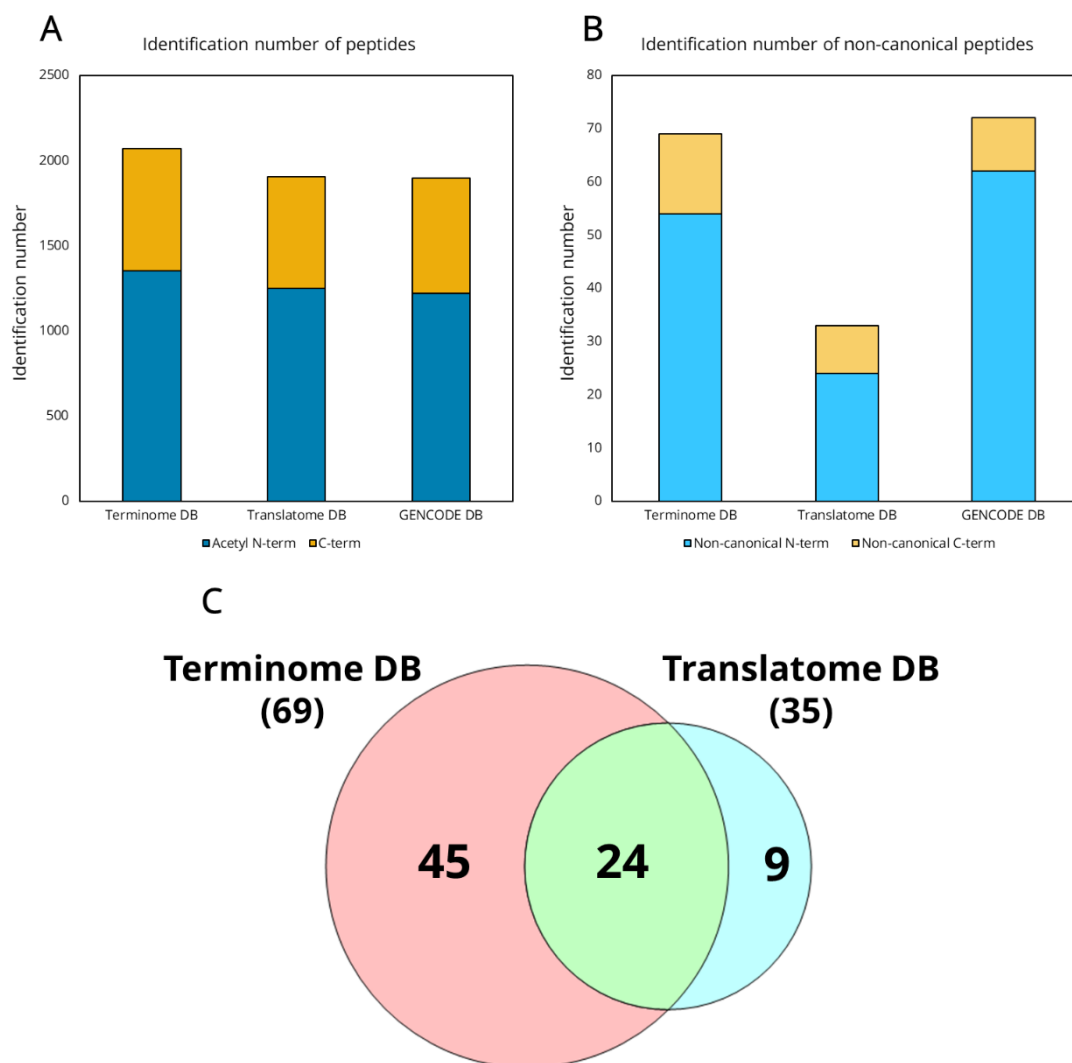 A
Identification number of peptides
2500
2000
1500
1000
500
0
Identification number
Terminome DB
Translatome DB
GENCODE DB
Acetyl N-term
C-term
B
Identification number of non-canonical peptides
80
70
60
50
40
30
20
10
0
Identification number
Terminome DB
Translatome DB
GENCODE DB
Non-canonical N-term
Non-canonical C-term
C
Terminome DB
(69)
Translatome DB
(35)
45
24
9